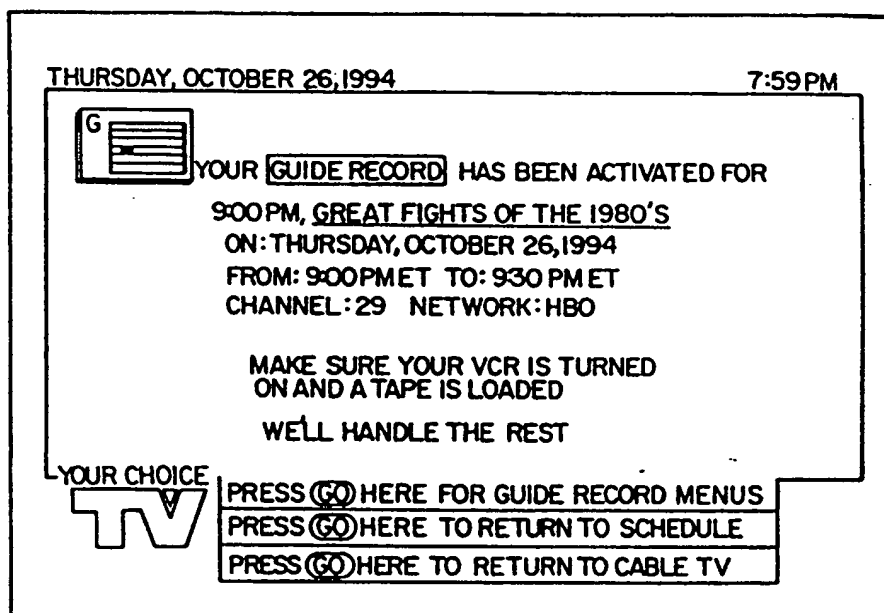 THURSDAY, OCTOBER 26, 1994 7:59 PM
G
YOUR GUIDE RECORD HAS BEEN ACTIVATED FOR
9:00 PM, GREAT FIGHTS OF THE 1980'S
ON: THURSDAY, OCTOBER 26, 1994
FROM: 9:00 PM ET TO: 9:30 PM ET
CHANNEL: 29 NETWORK: HBO
MAKE SURE YOUR VCR IS TURNED
ON AND A TAPE IS LOADED
WE'LL HANDLE THE REST
YOUR CHOICE
TV
PRESS GO HERE FOR GUIDE RECORD MENUS
PRESS GO HERE TO RETURN TO SCHEDULE
PRESS GO HERE TO RETURN TO CABLE TV